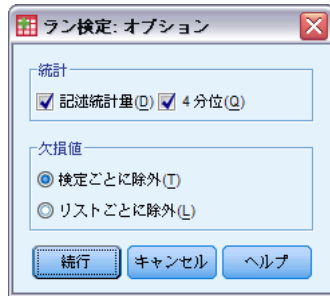 ラン検定: オプション
統計
記述統計量(D) 4 分位(Q)
欠損値
検定ごとに除外(T)
リストごとに除外(L)
続行 キャンセル ヘルプ